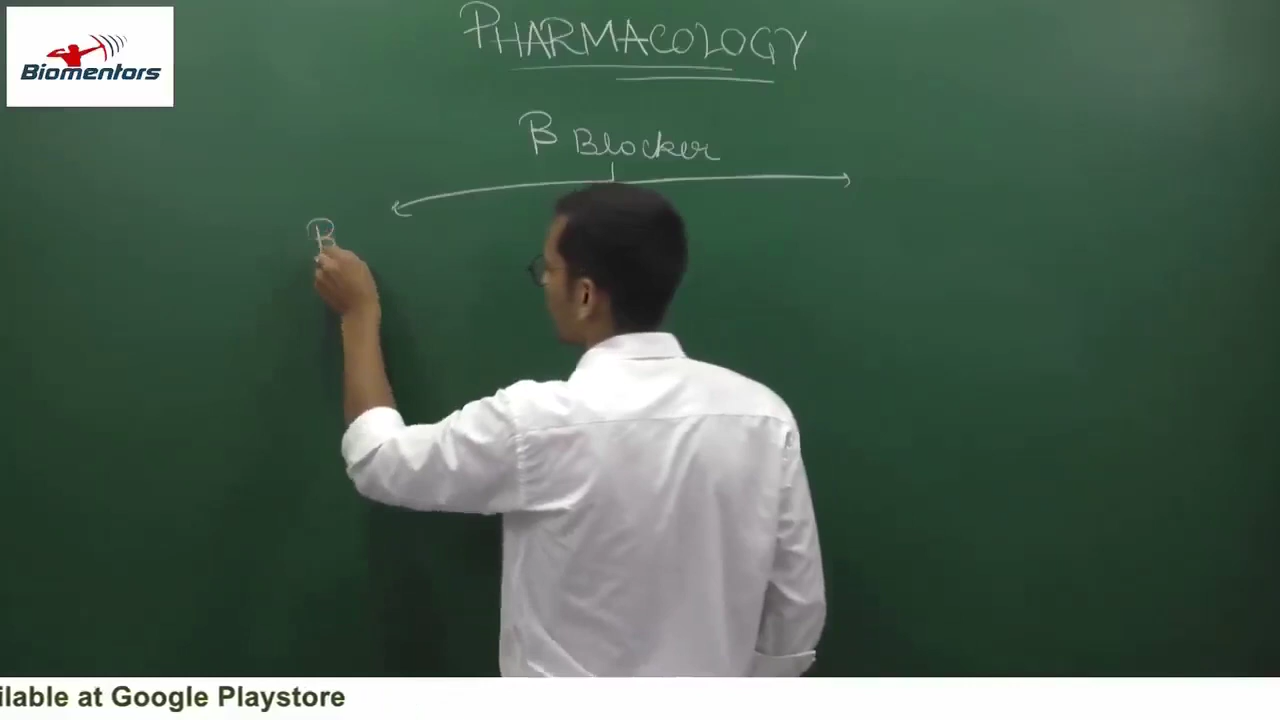 Biomentors
PHARMACOLOGY
β Blocker
β
ilable at Google Playstore